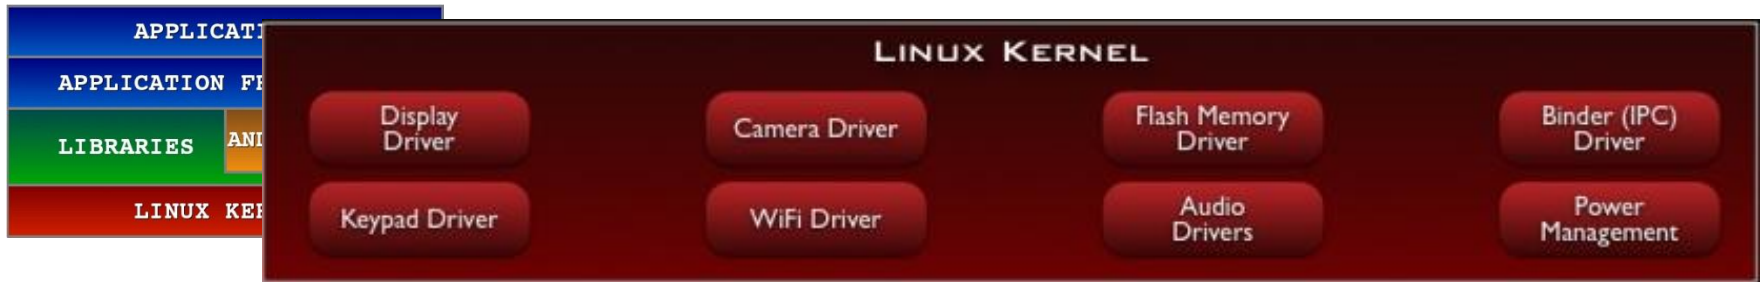 APPLICATI
APPLICATION FR
LIBRARIES
AND
LINUX KER
LINUX KERNEL
Display
Driver
Camera Driver
Flash Memory
Driver
Binder (IPC)
Driver
Keypad Driver
WiFi Driver
Audio
Drivers
Power
Management